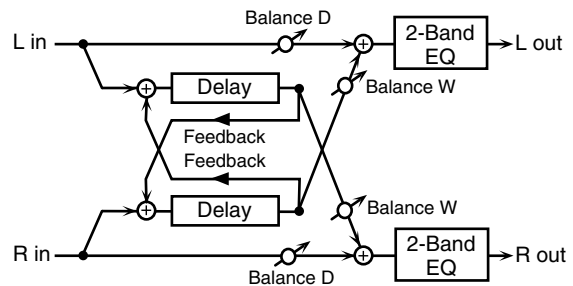 Balance D
L in
2-Band
EQ
L out
Delay
Balance W
Feedback
Feedback
Delay
Balance W
R in
2-Band
EQ
R out
Balance D